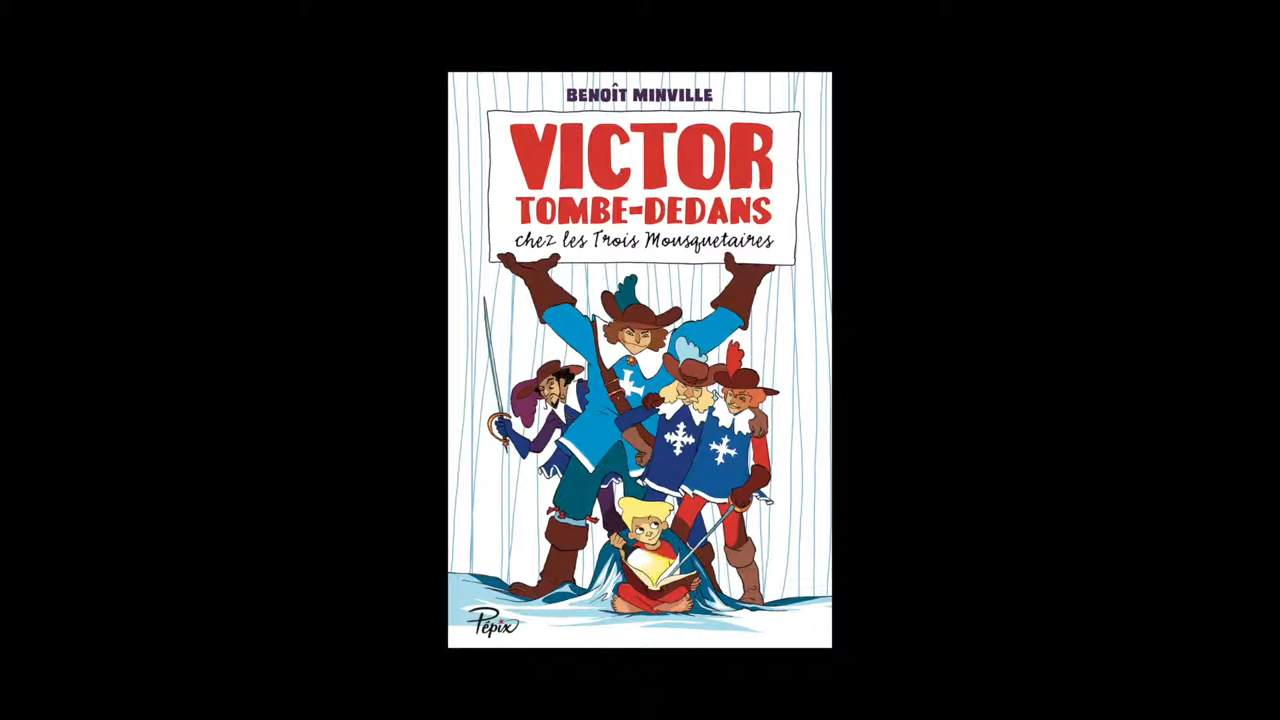 BENOÎT MINVILLE
VICTOR
TOMBE-DEDANS
chez les Trois Mousquetaires
Pépix